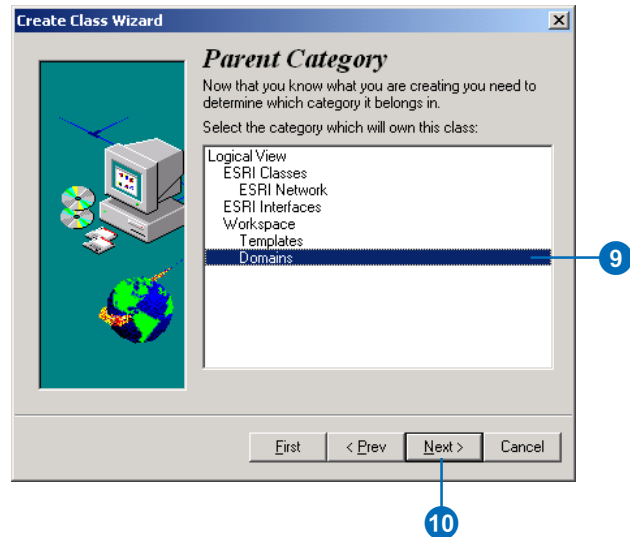 Create Class Wizard
Parent Category
Now that you know what you are creating you need to
determine which category it belongs in.
Select the category which will own this class:
Logical View
ESRI Classes
ESRI Network
ESRI Interfaces
Workspace
Templates
Domains
9
First
< Prev
Next >
Cancel
10